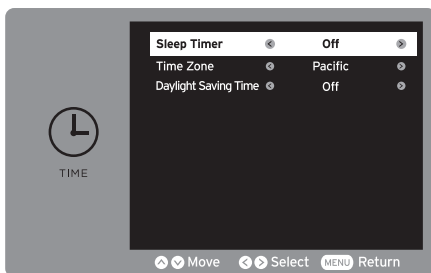 Sleep Timer Off
Time Zone Pacific
Daylight Saving Time Off
TIME
Move Select MENU Return